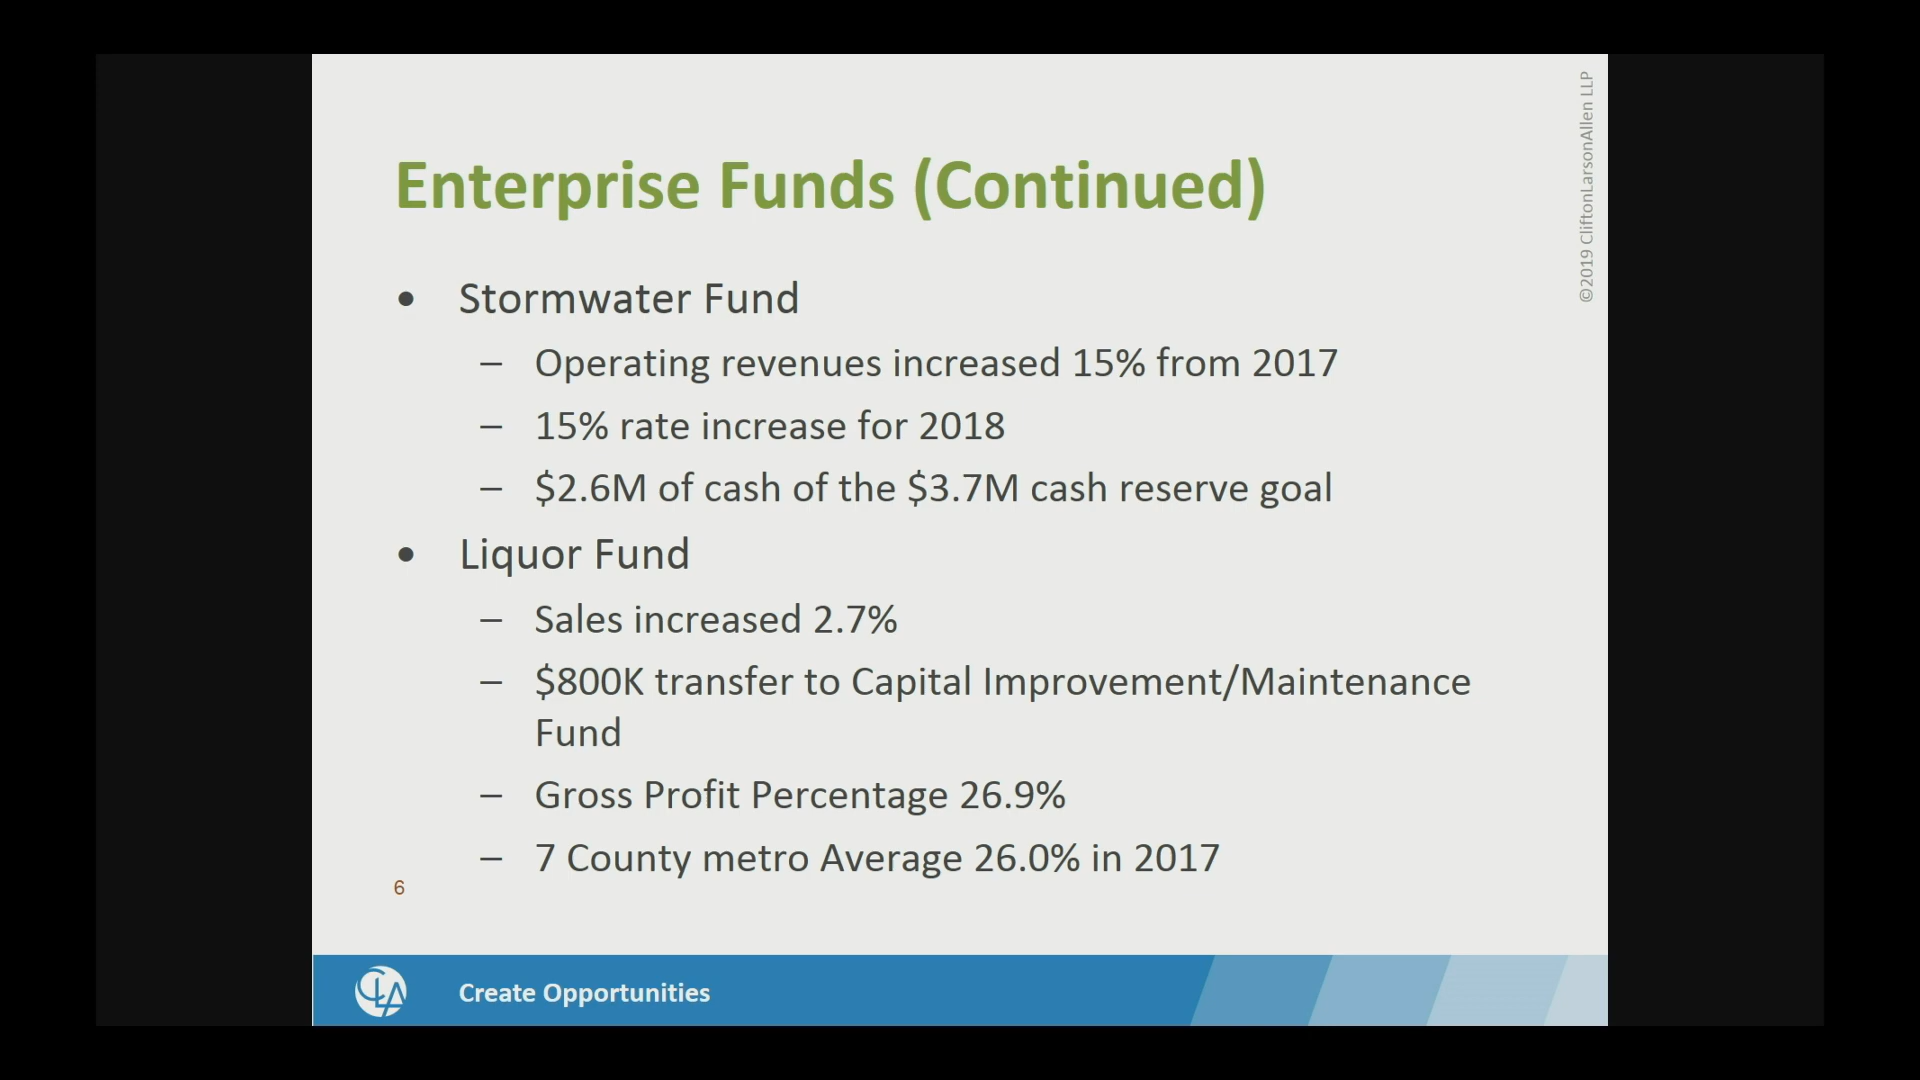 ©2019 CliftonLarsonAllen LLP
Enterprise Funds (Continued)
• Stormwater Fund
– Operating revenues increased 15% from 2017
– 15% rate increase for 2018
– $2.6M of cash of the $3.7M cash reserve goal
• Liquor Fund
– Sales increased 2.7%
– $800K transfer to Capital Improvement/Maintenance
Fund
– Gross Profit Percentage 26.9%
– 7 County metro Average 26.0% in 2017
6
CLA
Create Opportunities